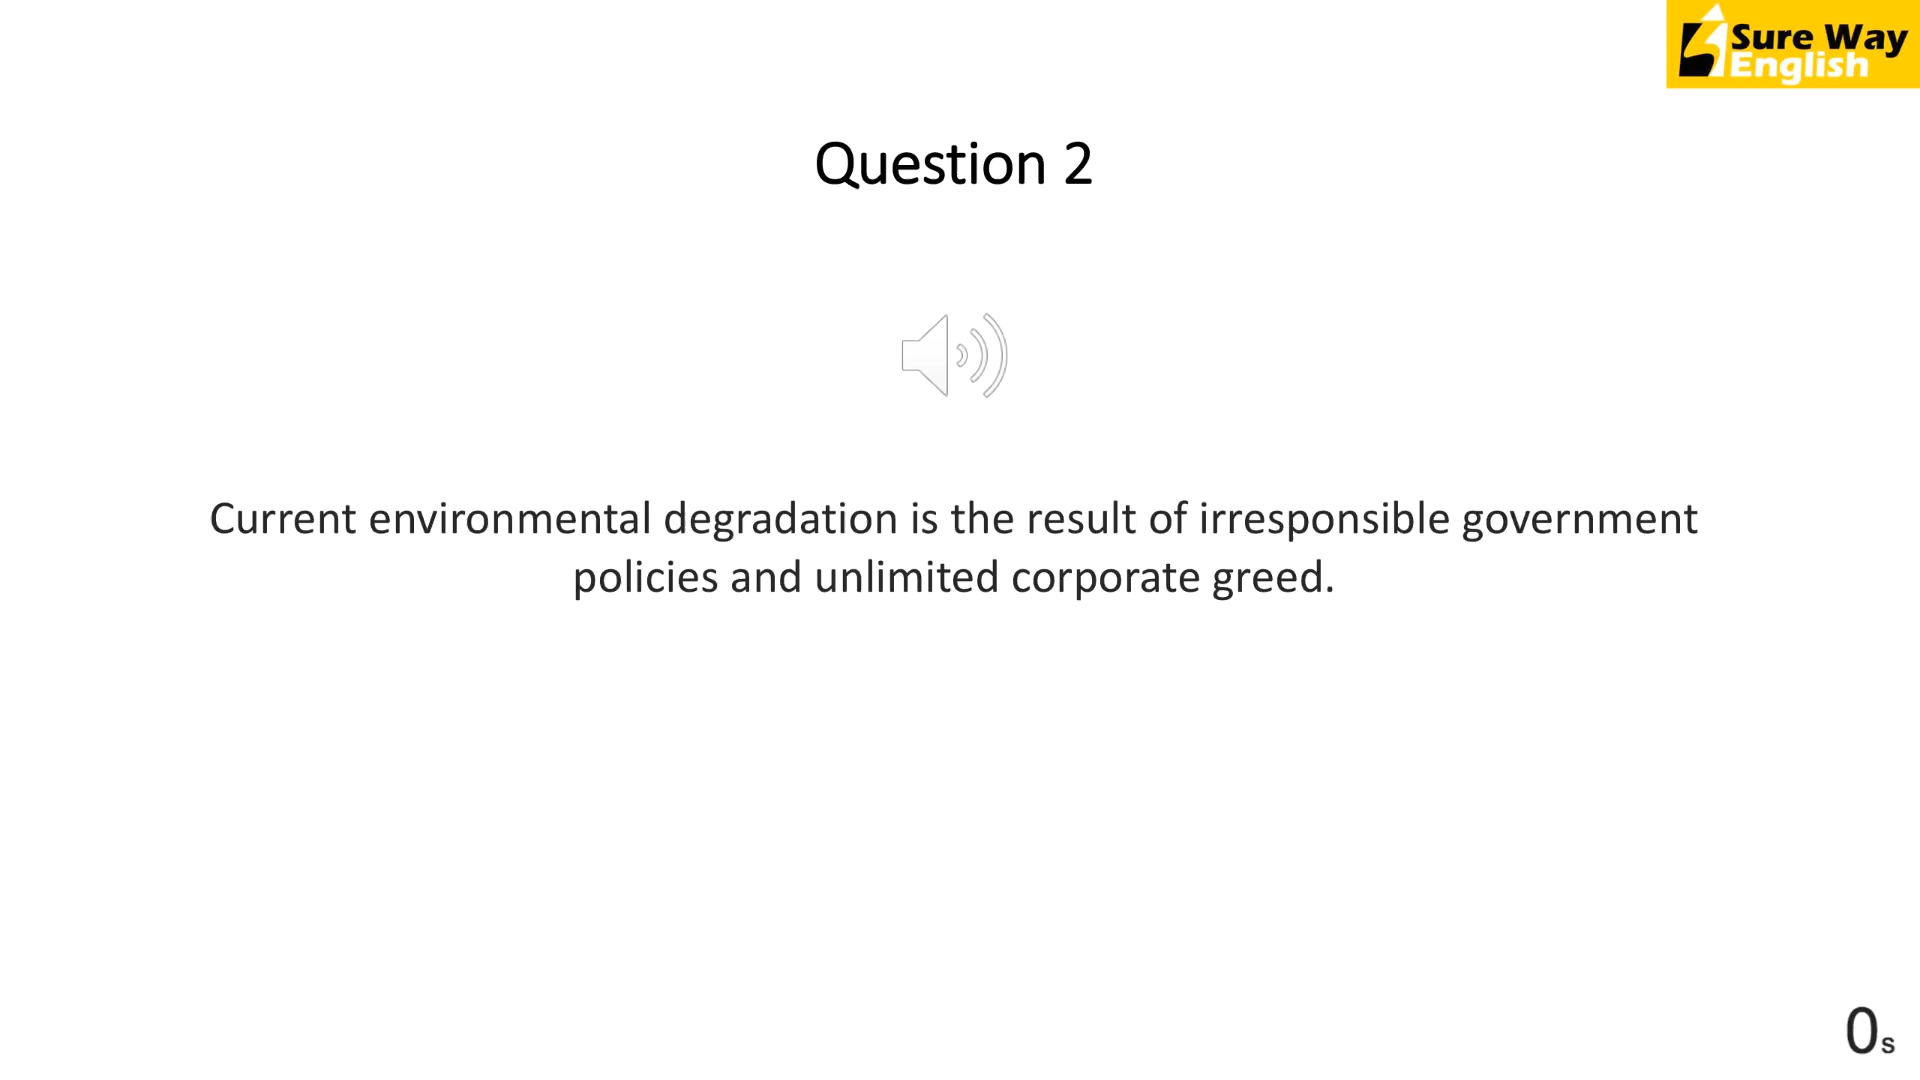 Sure Way
English
Question 2
Current environmental degradation is the result of irresponsible government
policies and unlimited corporate greed.
0s